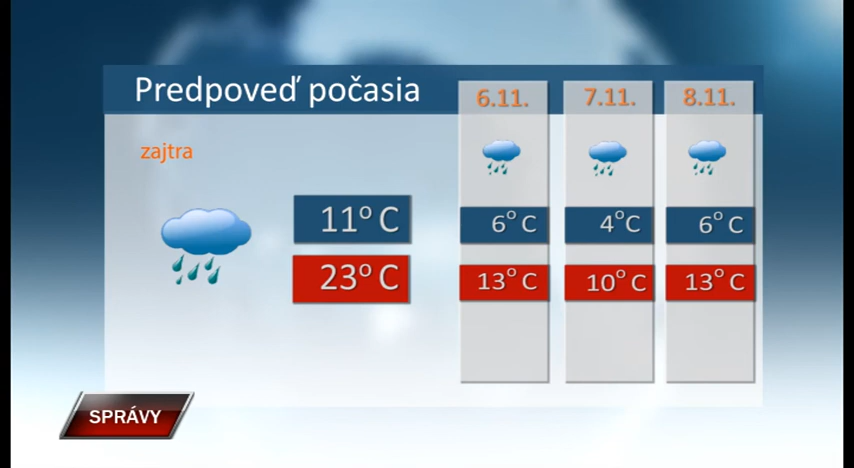 Predpoveď počasia
zajtra
11° C
23° C
6.11. 7.11. 8.11.
6° C 4°C 6° C
13° C 10° C 13° C
SPRÁVY